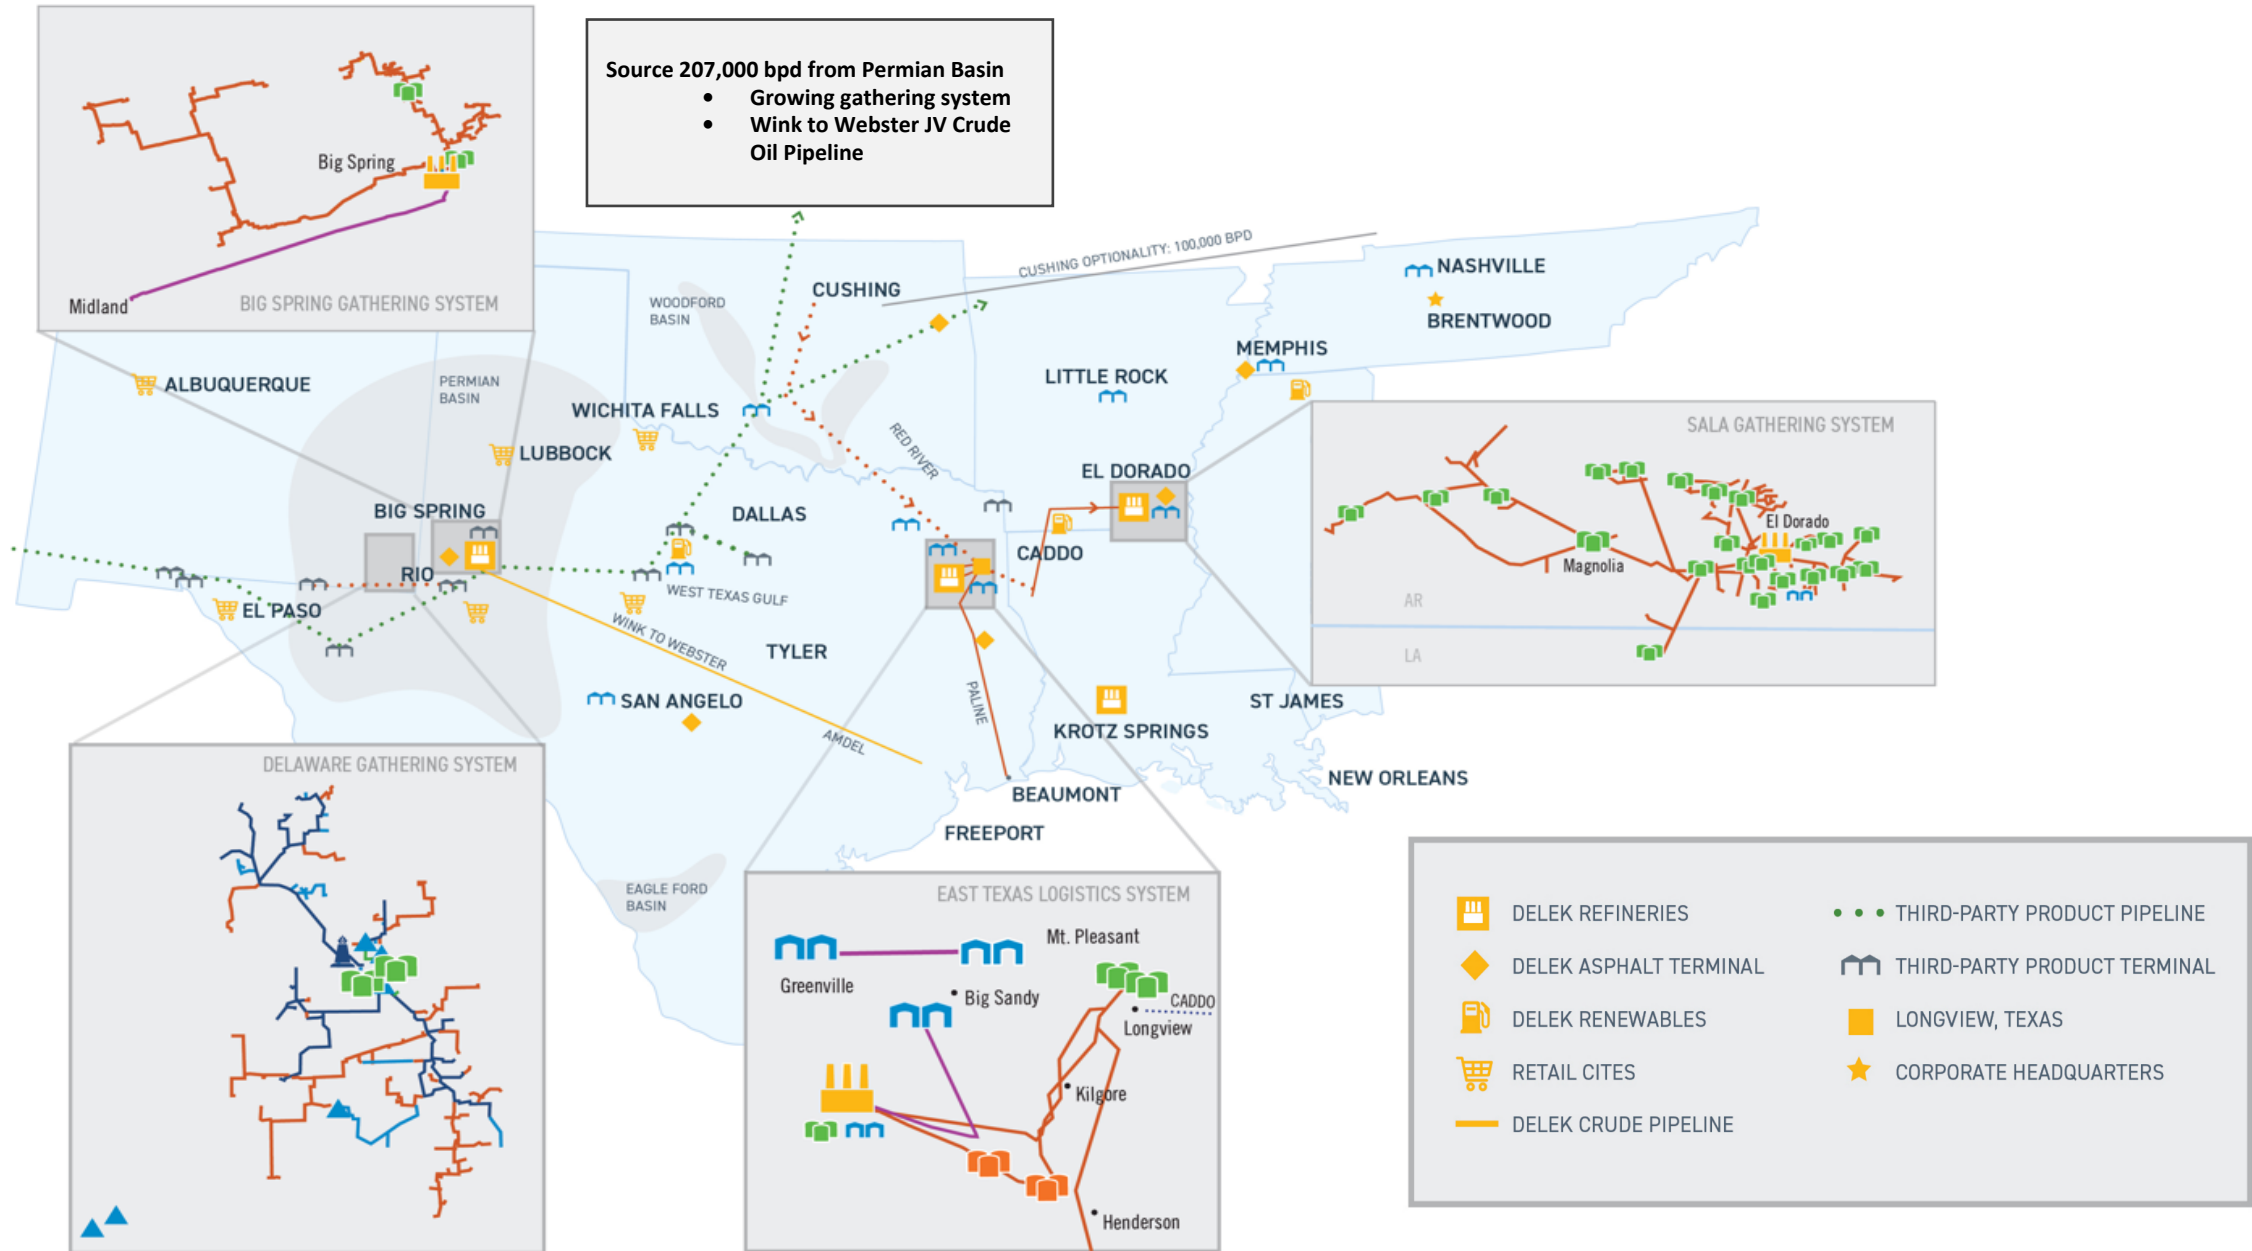 Source 207,000 bpd from Permian Basin
• Growing gathering system
• Wink to Webster JV Crude
Oil Pipeline
Big Spring
Midland
BIG SPRING GATHERING SYSTEM
CUSHING OPTIONALITY: 100,000 BPD
WOODFORD
BASIN
CUSHING
NASHVILLE
BRENTWOOD
MEMPHIS
LITTLE ROCK
ALBUQUERQUE
PERMIAN
BASIN
WICHITA FALLS
LUBBOCK
RED RIVER
EL DORADO
BIG SPRING
DALLAS
CADDO
RIO
WEST TEXAS GULF
EL PASO
WINK TO WEBSTER
TYLER
SAN ANGELO
PALINE
AMDEL
KROTZ SPRINGS
ST JAMES
NEW ORLEANS
BEAUMONT
FREEPORT
EAGLE FORD
BASIN
SALA GATHERING SYSTEM
El Dorado
Magnolia
AR
LA
DELAWARE GATHERING SYSTEM
EAST TEXAS LOGISTICS SYSTEM
Mt. Pleasant
Greenville
Big Sandy
CADDO
Longview
Kilgore
Henderson
DELEK REFINERIES
DELEK ASPHALT TERMINAL
DELEK RENEWABLES
RETAIL CITES
DELEK CRUDE PIPELINE
THIRD-PARTY PRODUCT PIPELINE
THIRD-PARTY PRODUCT TERMINAL
LONGVIEW, TEXAS
CORPORATE HEADQUARTERS